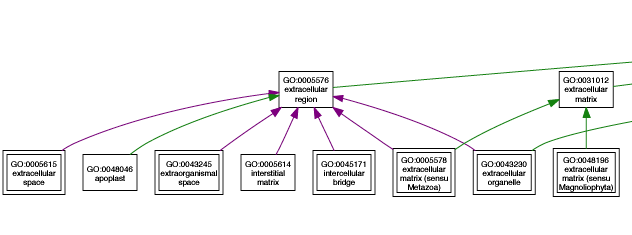 GO:0005576
extracellular
region
GO:0031012
extracellular
matrix
GO:0005615
extracellular
space
GO:0048046
apoplast
GO:0043245
extraorganismal
space
GO:0005614
interstitial
matrix
GO:0045171
intercellular
bridge
GO:0005578
extracellular
matrix (sensu
Metazoa)
GO:0043230
extracellular
organelle
GO:0048196
extracellular
matrix (sensu
Magnoliophyta)